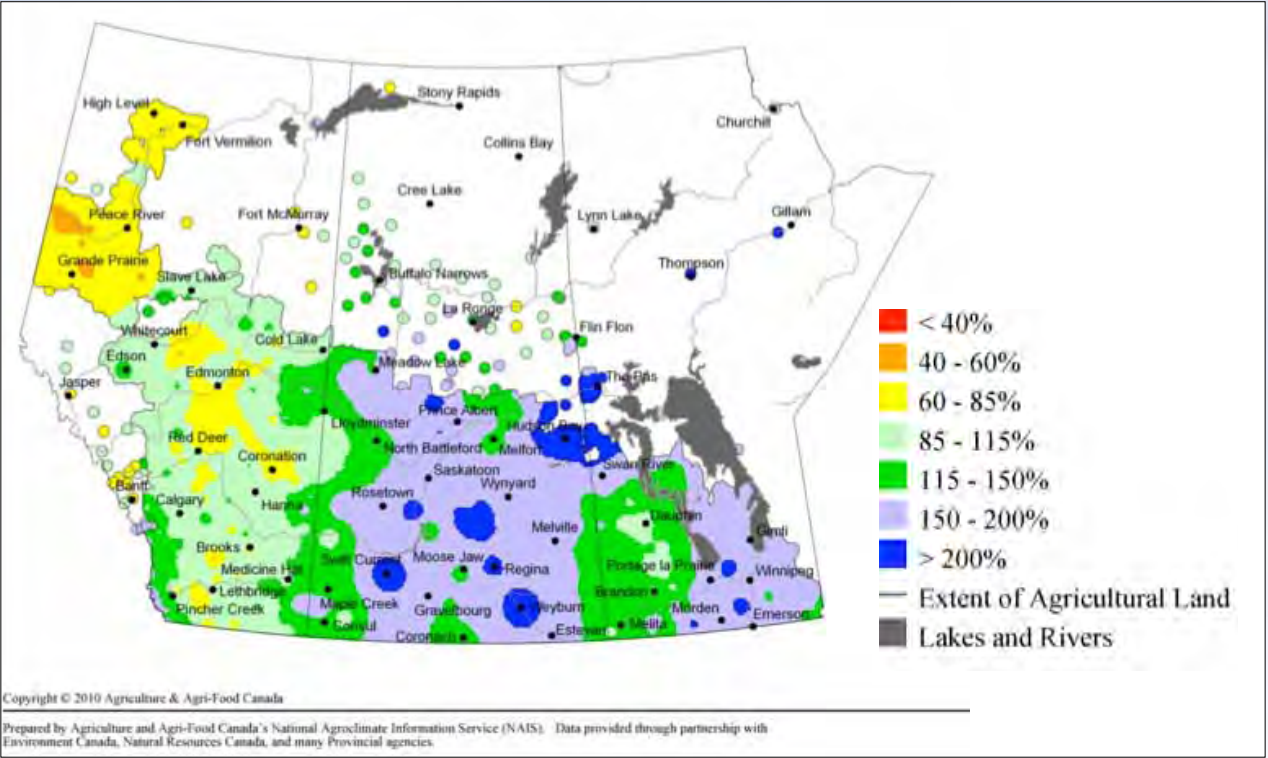 High Level
Fort Vermilion
Stony Rapids
Churchill
Collins Bay
Cree Lake
Peace River
Fort McMurray
Lynn Lake
Gillam
Grande Prairie
Slave Lake
Buffalo Narrows
Thompson
La Ronge
Whitecourt
Cold Lake
Flin Flon
Edson
Edmonton
Meadow Lake
The Pas
Jasper
Lloydminster
Prince Albert
Hudson Bay
Red Deer
North Battleford
Melfort
Coronation
Saskatoon
Swan River
Banff
Calgary
Hanna
Rosetown
Wynyard
Dauphin
Melville
Gimli
Brooks
Swift Current
Moose Jaw
Regina
Portage la Prairie
Winnipeg
Medicine Hat
Lethbridge
Maple Creek
Gravelbourg
Weyburn
Brandon
Morden
Emerson
Pincher Creek
Consul
Coronach
Estevan
Melita
< 40%
40 - 60%
60 - 85%
85 - 115%
115 - 150%
150 - 200%
> 200%
Extent of Agricultural Land
Lakes and Rivers
Copyright © 2010 Agriculture & Agri-Food Canada
Prepared by Agriculture and Agri-Food Canada's National Agroclimate Information Service (NAIS). Data provided through partnership with
Environment Canada, Natural Resources Canada, and many Provincial agencies.